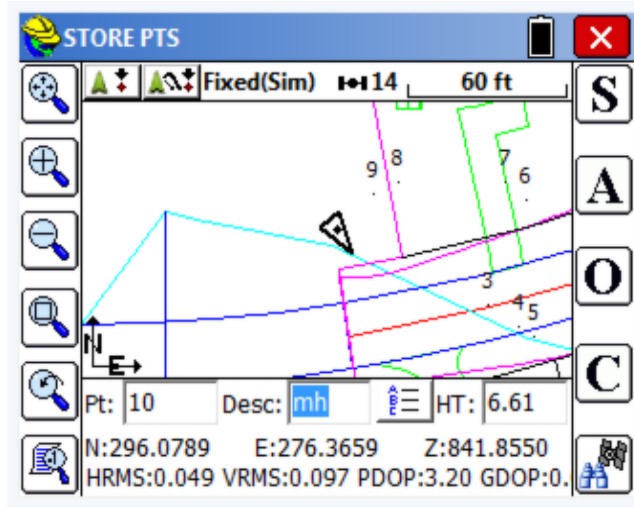 STORE PTS
Fixed(Sim) 14 60 ft
S
A
O
C
9 8
7
6
3
4 5
N
E
Pt: 10 Desc: mh HT: 6.61
N:296.0789 E:276.3659 Z:841.8550
HRMS:0.049 VRMS:0.097 PDOP:3.20 GDOP:0.